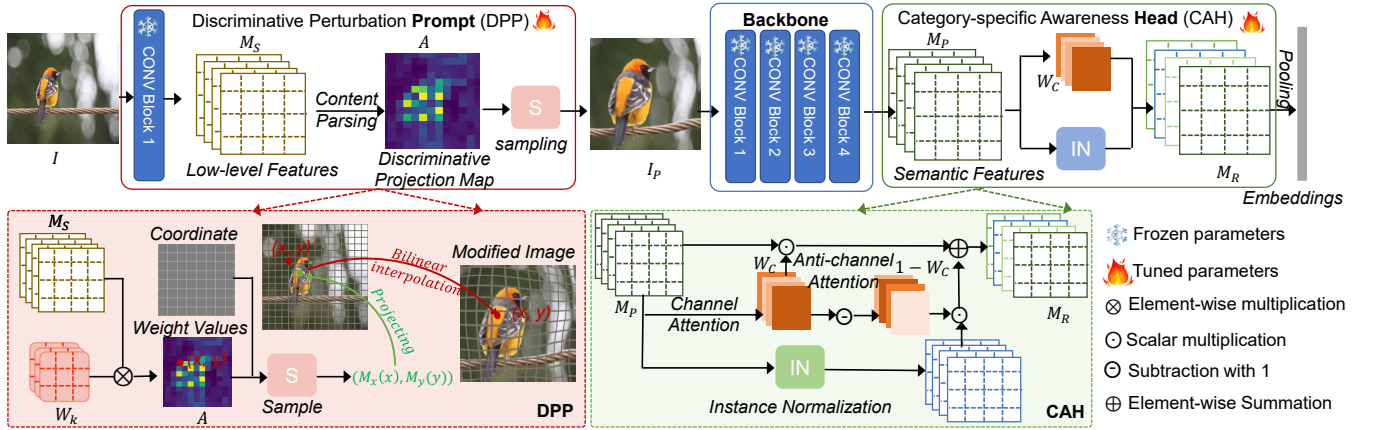 Discriminative Perturbation Prompt (DPP)
CONV Block 1
M_S
A
Content
Parsing
S
sampling
Low-level Features
Discriminative
Projection Map
I
I_P
Backbone
CONV Block 1
CONV Block 2
CONV Block 3
CONV Block 4
Category-specific Awareness Head (CAH)
M_P
W_C
IN
M_R
Semantic Features
Pooling
Embeddings
M_S
Coordinate
Weight Values
(x, y)
A
W_k
S
Sample
(x, y)
Bilinear
interpolation
Projecting
(M_x(x), M_y(y))
Modified Image
(x, y)
DPP
M_P
Channel
Attention
W_C
Anti-channel
Attention
1 − W_C
IN
Instance Normalization
M_R
CAH
Frozen parameters
Tuned parameters
Element-wise multiplication
Scalar multiplication
Subtraction with 1
Element-wise Summation